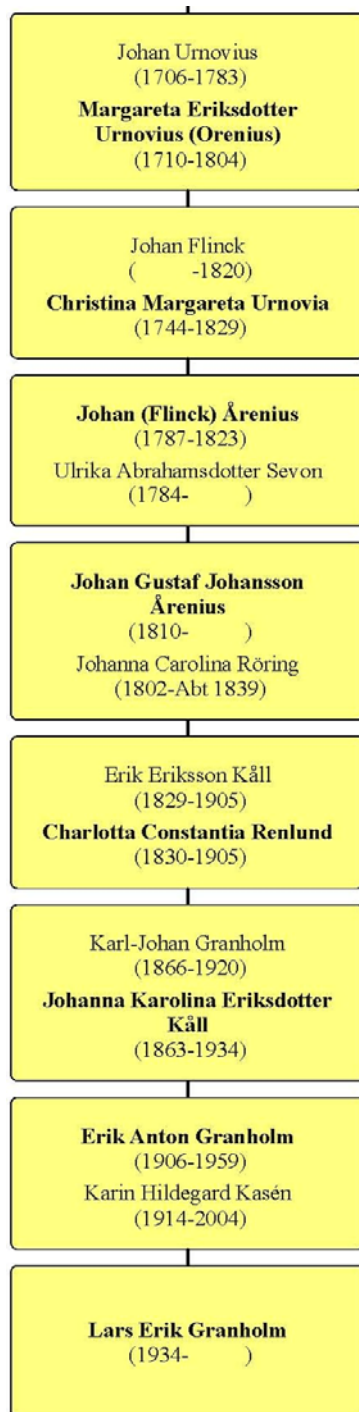 Johan Urnovius
(1706-1783)
Margareta Eriksdotter
Urnovius (Orenius)
(1710-1804)
Johan Flinck
(        -1820)
Christina Margareta Urnovia
(1744-1829)
Johan (Flinck) Årenius
(1787-1823)
Ulrika Abrahamsdotter Sevon
(1784-        )
Johan Gustaf Johansson
Årenius
(1810-        )
Johanna Carolina Röring
(1802-Abt 1839)
Erik Eriksson Kåll
(1829-1905)
Charlotta Constantia Renlund
(1830-1905)
Karl-Johan Granholm
(1866-1920)
Johanna Karolina Eriksdotter
Kåll
(1863-1934)
Erik Anton Granholm
(1906-1959)
Karin Hildegard Kasén
(1914-2004)
Lars Erik Granholm
(1934-        )